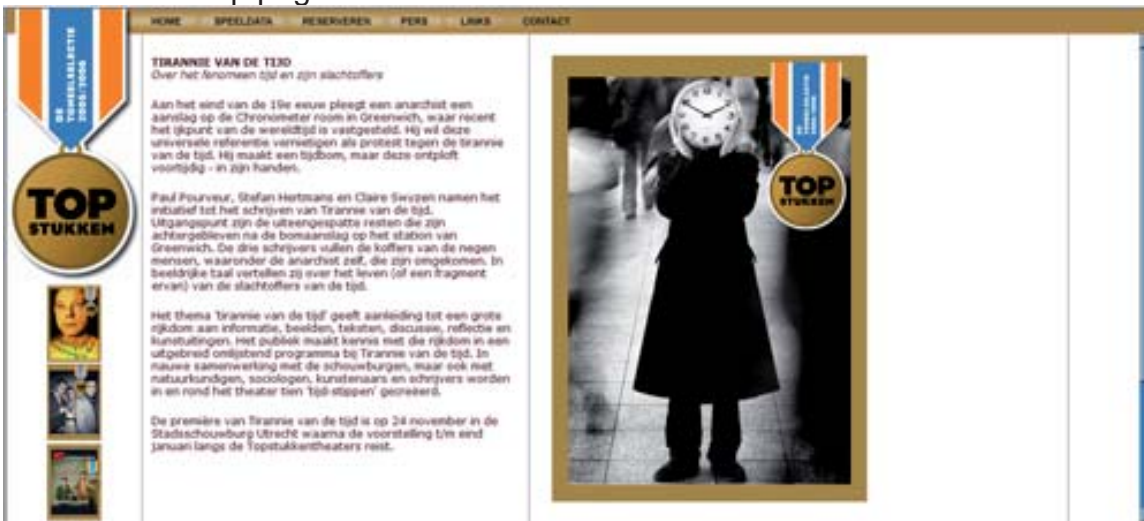 HOME SPEELDATA RESERVEREN PERS LINKS CONTACT
DE
TONEELSELECTIE
2005/2006
TOP
STUKKEN
TIRANNIE VAN DE TIJD
Over het fenomeen tijd en zijn slachtoffers
Aan het eind van de 19e eeuw pleegt een anarchist een
aanslag op de Chronometer room in Greenwich, waar recent
het ijkpunt van de wereldtijd is vastgesteld. Hij wil deze
universele referentie vernietigen als protest tegen de tirannie
van de tijd. Hij maakt een tijdbom, maar deze ontploft
voortijdig - in zijn handen.
Paul Pourveur, Stefan Hertmans en Claire Swyzen namen het
initiatief tot het schrijven van Tirannie van de tijd.
Uitgangspunt zijn de uiteengespatte resten die zijn
achtergebleven na de bomaanslag op het station van
Greenwich. De drie schrijvers vullen de koffers van de negen
mensen, waaronder de anarchist zelf, die zijn omgekomen. In
beeldrijke taal vertellen zij over het leven (of een fragment
ervan) van de slachtoffers van de tijd.
Het thema 'tirannie van de tijd' geeft aanleiding tot een grote
rijkdom aan informatie, beelden, teksten, discussie, reflectie en
kunstuitingen. Het publiek maakt kennis met die rijkdom in een
uitgebreid omlijstend programma bij Tirannie van de tijd. In
nauwe samenwerking met de schouwburgen, maar ook met
natuurkundigen, sociologen, kunstenaars en schrijvers worden
in en rond het theater tien 'tijd-stippen' gecreëerd.
De première van Tirannie van de tijd is op 24 november in de
Stadsschouwburg Utrecht waarna de voorstelling t/m eind
januari langs de Topstukkentheaters reist.
DE
TONEELSELECTIE
2005/2006
TOP
STUKKEN